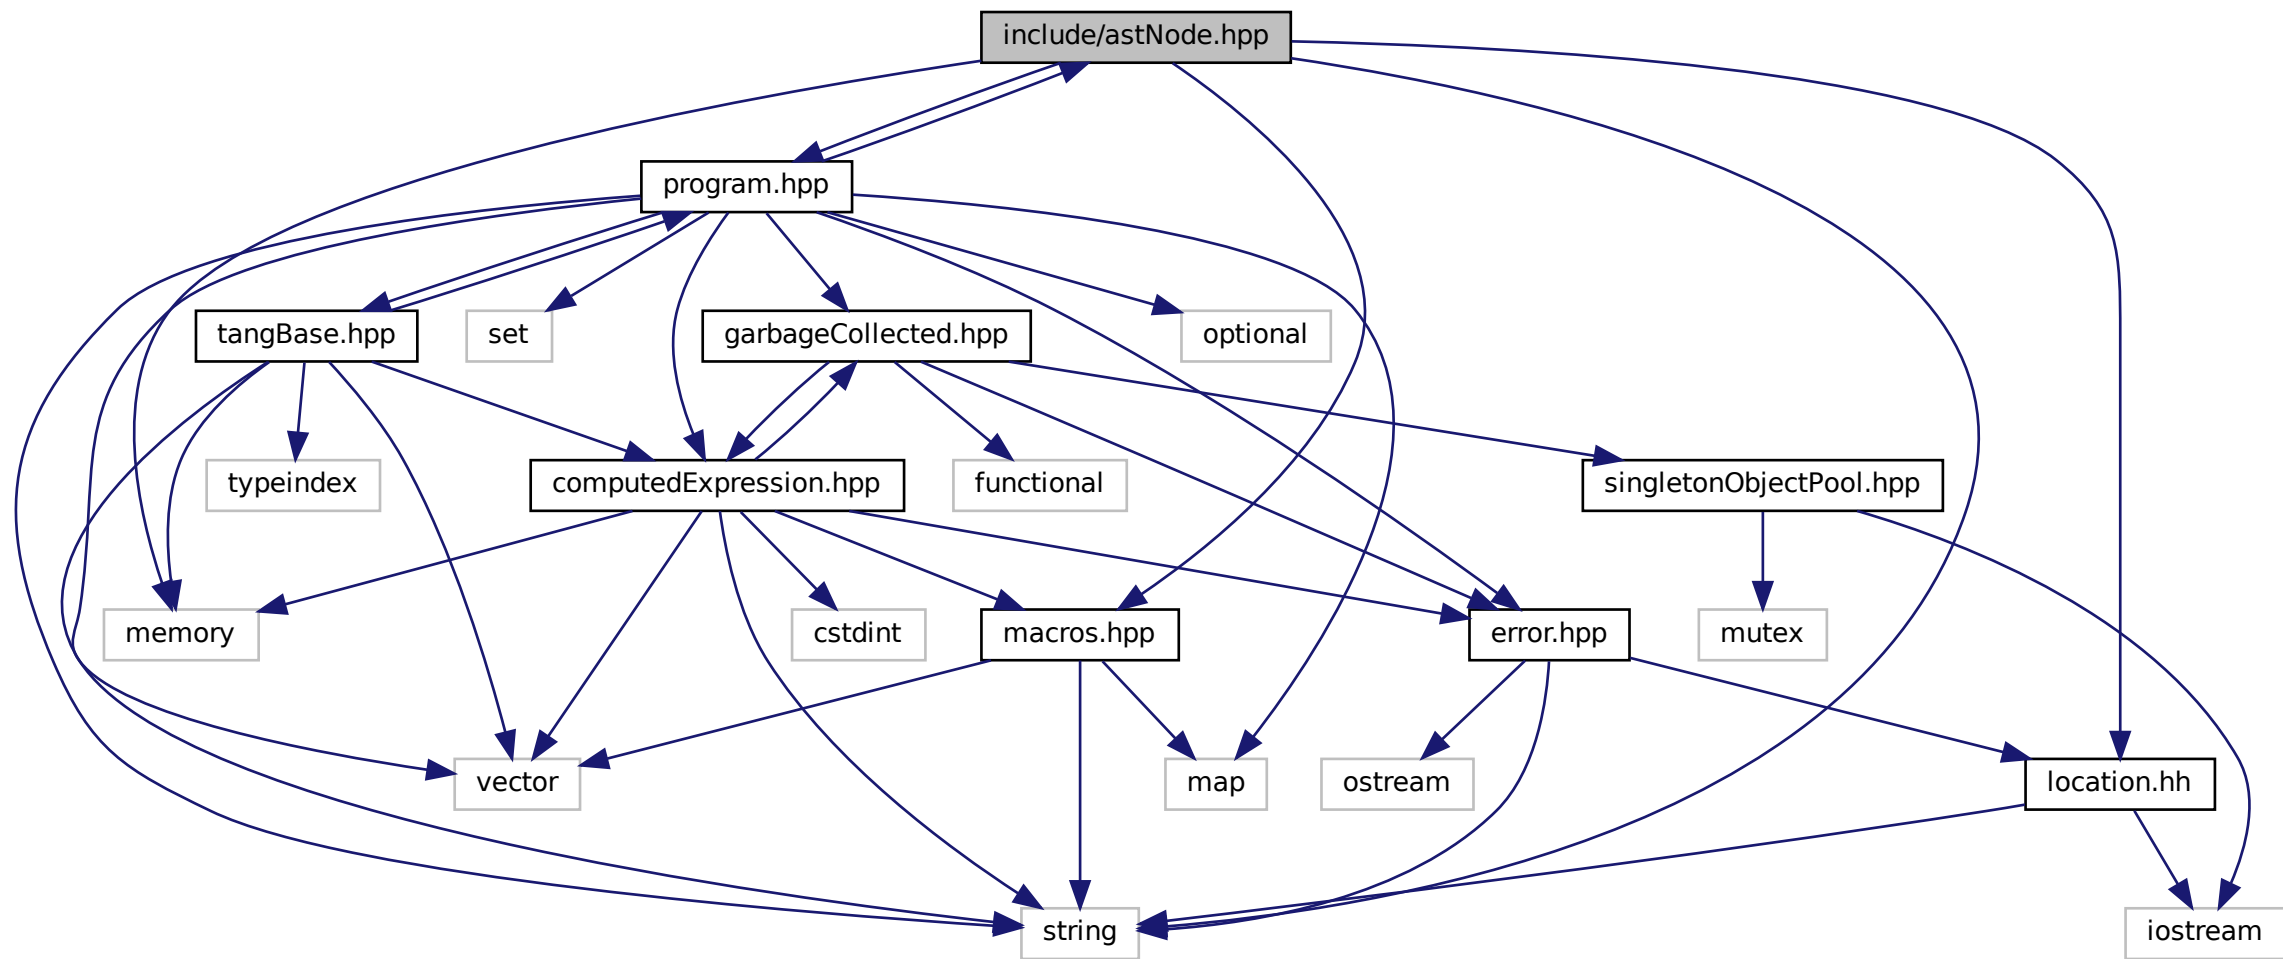 include/astNode.hpp
program.hpp
tangBase.hpp
set
garbageCollected.hpp
optional
typeindex
computedExpression.hpp
functional
singletonObjectPool.hpp
memory
cstdint
macros.hpp
error.hpp
mutex
vector
map
ostream
location.hh
string
iostream